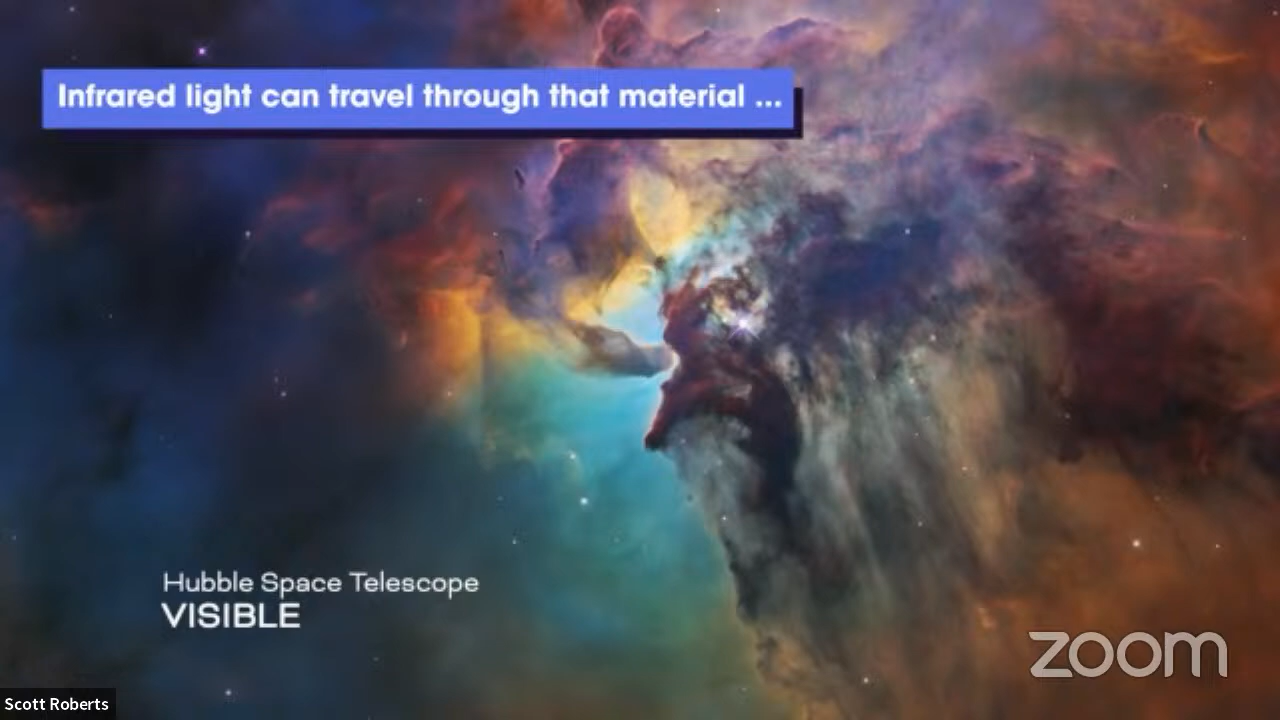 Infrared light can travel through that material ...
Hubble Space Telescope
VISIBLE
zoom
Scott Roberts